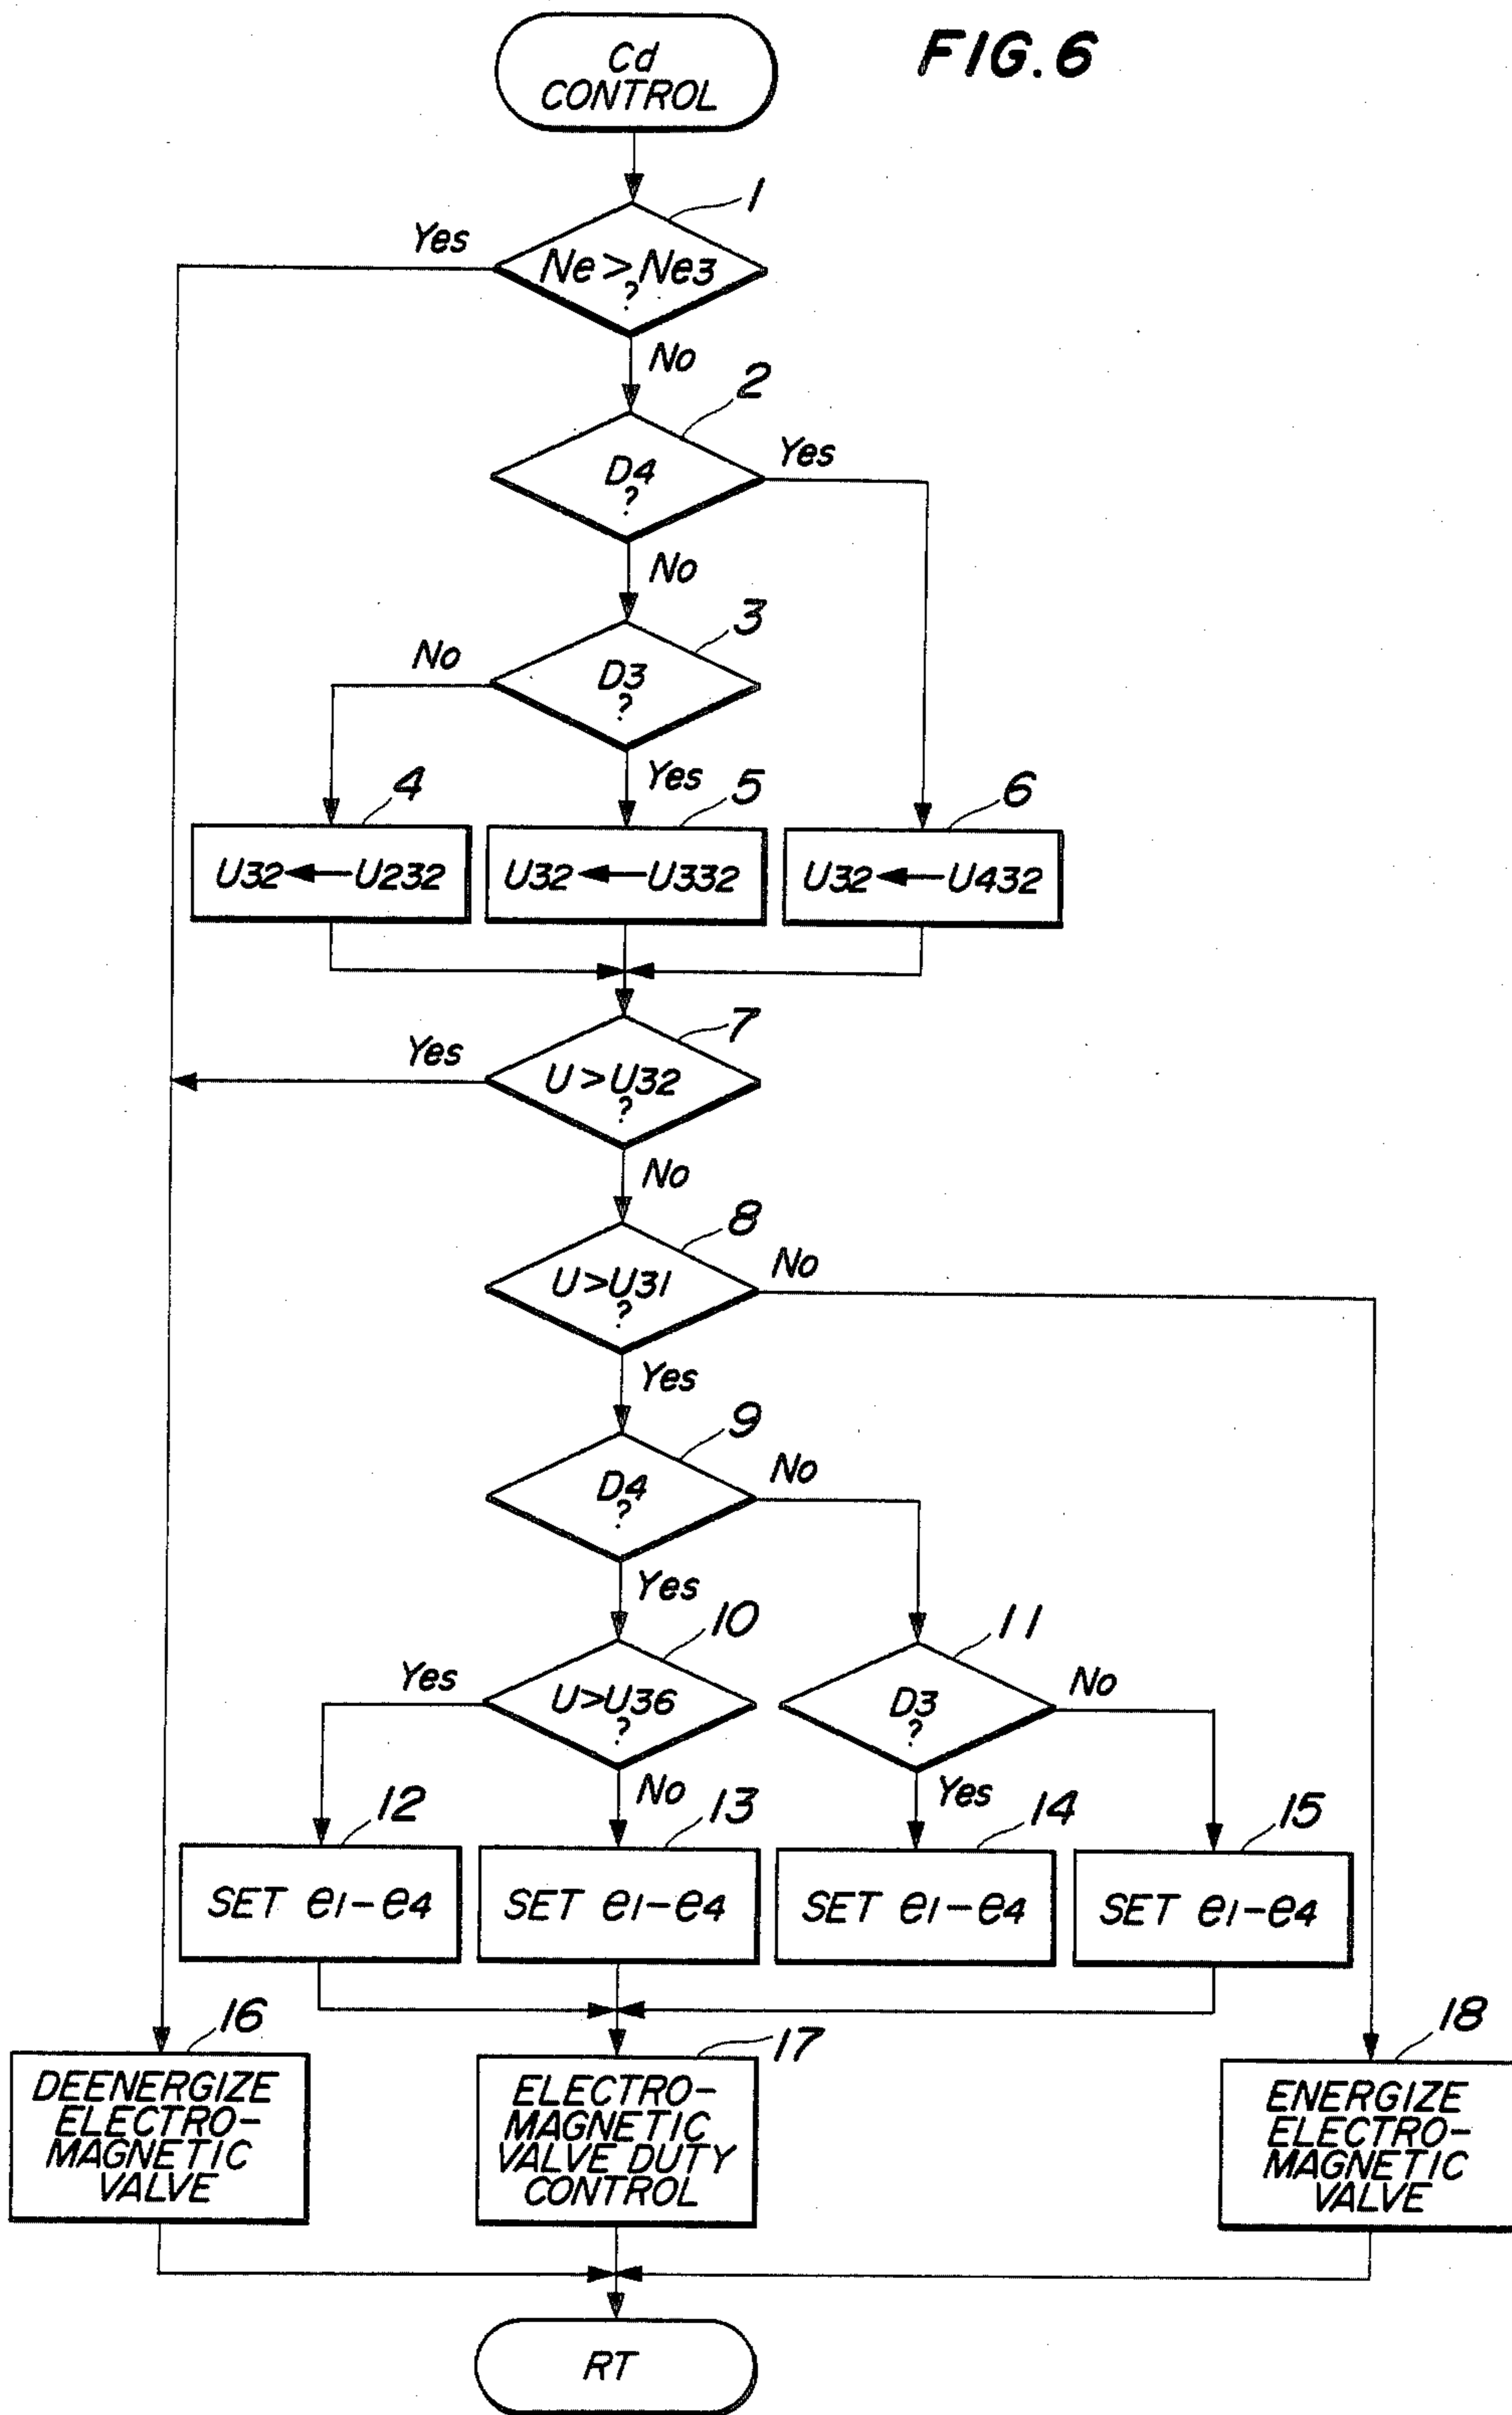 FIG. 6
Cd
CONTROL
1
Yes
Ne > Ne3
?
No
2
D4
?
Yes
No
3
No
D3
?
Yes
4
U32 ← U232
5
U32 ← U332
6
U32 ← U432
7
Yes
U > U32
?
No
8
U > U31
?
No
Yes
9
D4
?
No
Yes
10
Yes
U > U36
?
No
11
D3
?
No
Yes
12
SET e1-e4
13
SET e1-e4
14
SET e1-e4
15
SET e1-e4
16
DEENERGIZE
ELECTRO-
MAGNETIC
VALVE
17
ELECTRO-
MAGNETIC
VALVE DUTY
CONTROL
18
ENERGIZE
ELECTRO-
MAGNETIC
VALVE
RT